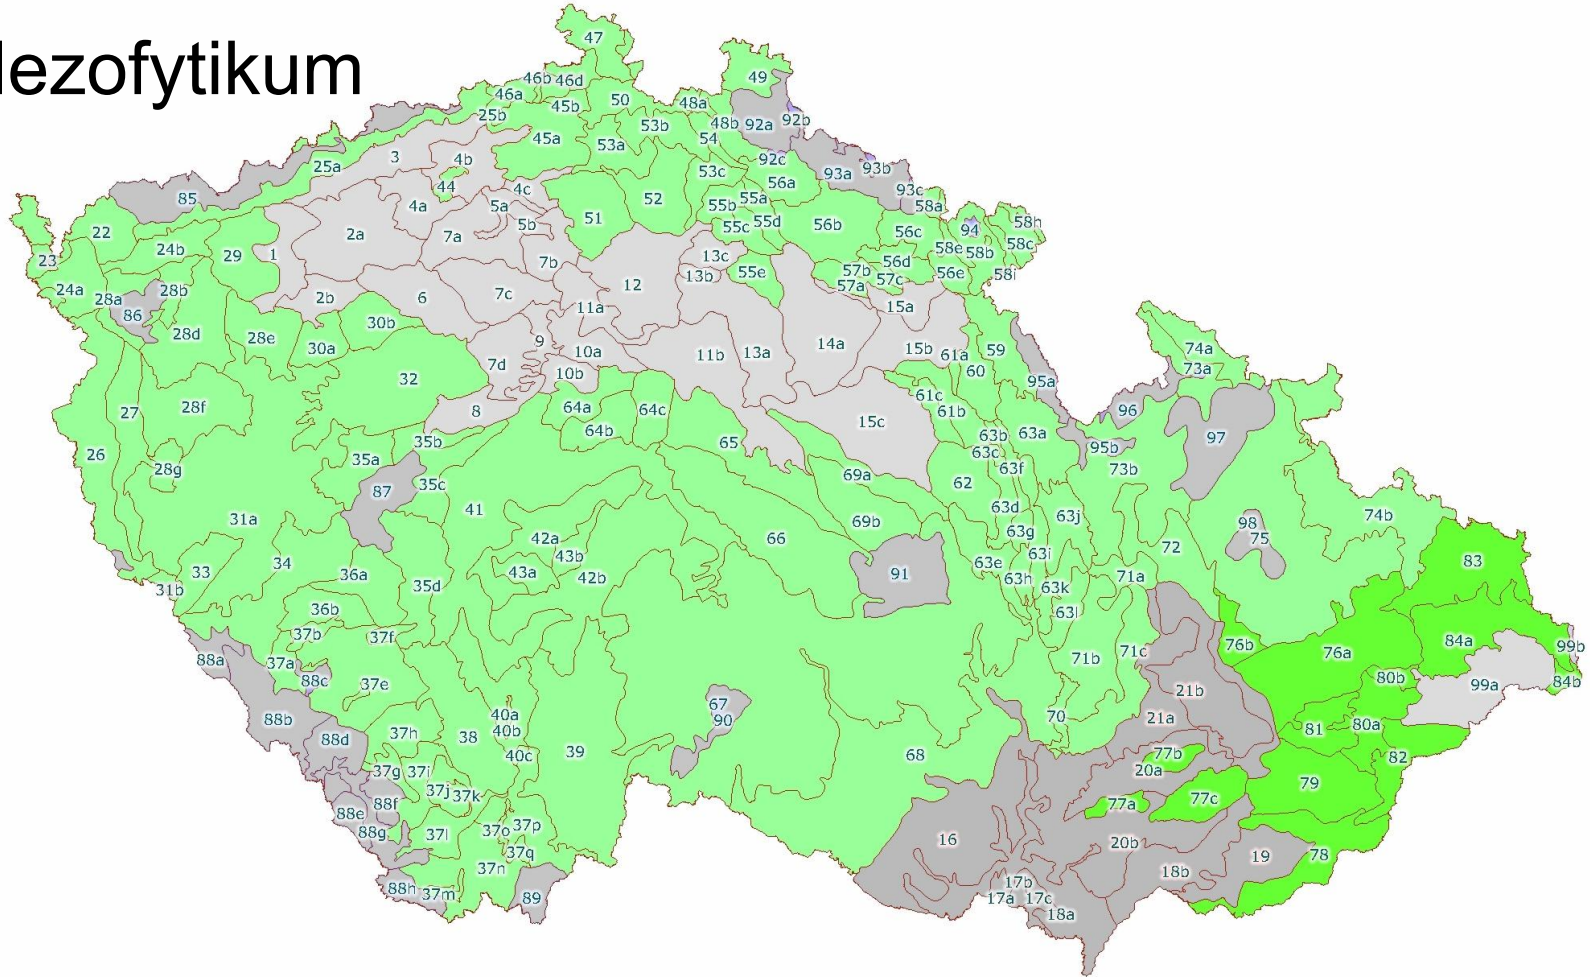 lezofytikum
47
46b 46d 49
46a 45b 50 48a
25b 53b 48b 92a 92b
45a 53a 54
3 4b 53c 92c 93a 93b
25a 44 4c 56a 93c
85 4a 5a 52 55b 55a 58a
22 2a 7a 5b 51 55c 55d 56b 56c 94 58h
24b 29 1 58e 58b 58c
23 7b 13c 56d
24a 28a 28b 13b 55e 57b 57c 56e 58i
86 2b 6 7c 11a 12 57a 15a
28d 28e 30b
30a 9 10a 11b 13a 14a 15b 61a 59 74a
7d 10b 60 73a
32 95a
27 28f 8 64a 64c 61c 61b 96
64b 15c 63b 63a 97
26 35b 65 63c 95b
35a 28g 87 35c 69a 62 63f 73b
31a 41 69b 63d 63j 74b
42a 66 63g 98
43b 63i 72 75
33 34 36a 43a 42b 91 63e 63h 71a 83
31b 35d 63k
36b 63l
37b 37f 76b 76a 84a 99b
88a 37a 71b 71c
88c 37e 80b 99a 84b
21b
88b 40a 67 70 21a
88d 37h 38 40b 90 81 80a
40c 39 68 77b 82
37g 37i 20a
37j 37k 79
88f 77a 77c
88e 88g 37l 37o 37p 16 20b
37q 19 78
37n 18b
88h 37m 89 17b
17a 17c
18a